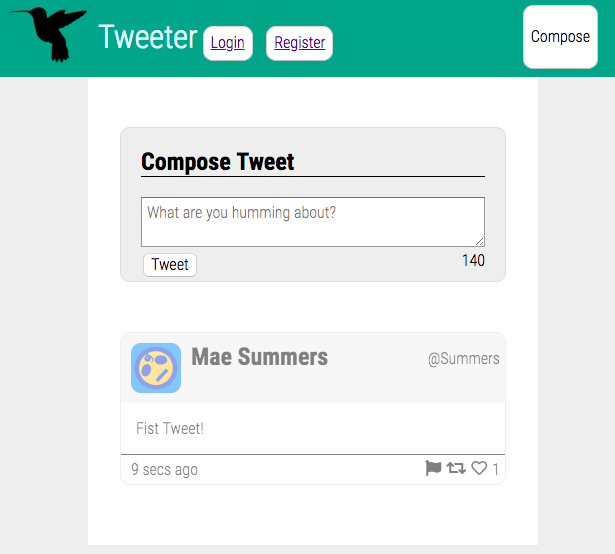 Tweeter Login Register Compose
Compose Tweet
What are you humming about?
Tweet 140
Mae Summers @Summers
Fist Tweet!
9 secs ago 1